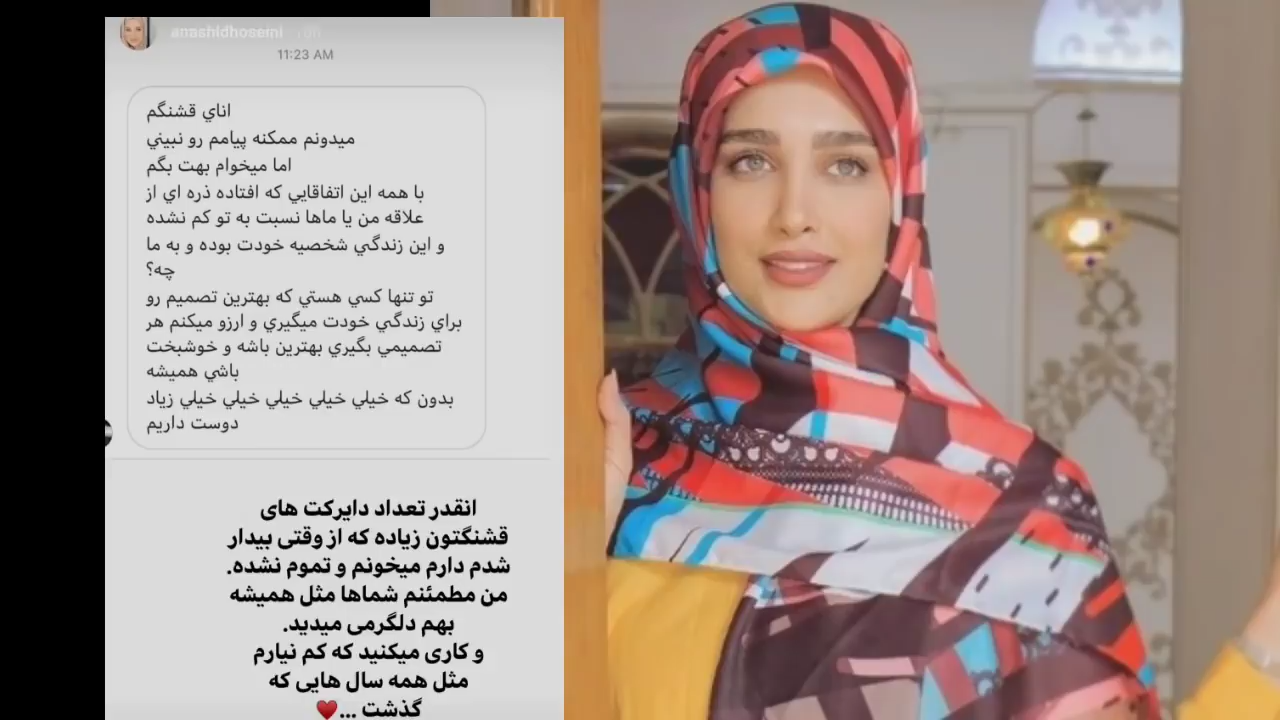 anashidhoseini
11:23 AM
اناي قشنگم
ميدونم ممكنه پيامم رو نبيني
اما ميخوام بهت بگم
با همه اين اتفاقايي كه افتاده ذره اي از
علاقه من يا ماها نسبت به تو كم نشده
و اين زندگي شخصيه خودت بوده و به ما
چه؟
تو تنها كسي هستي كه بهترين تصميم رو
براي زندگي خودت ميگيري و ارزو ميكنم هر
تصميمي بگيري بهترين باشه و خوشبخت
باشي هميشه
بدون كه خيلي خيلي خيلي خيلي خيلي زياد
دوست داريم
انقدر تعداد دایرکت های
قشنگتون زیاده که از وقتی بیدار
شدم دارم میخونم و تموم نشده.
من مطمئنم شماها مثل همیشه
بهم دلگرمی میدید.
و کاری میکنید که کم نیارم
مثل همه سال هایی که
گذشت ...♥